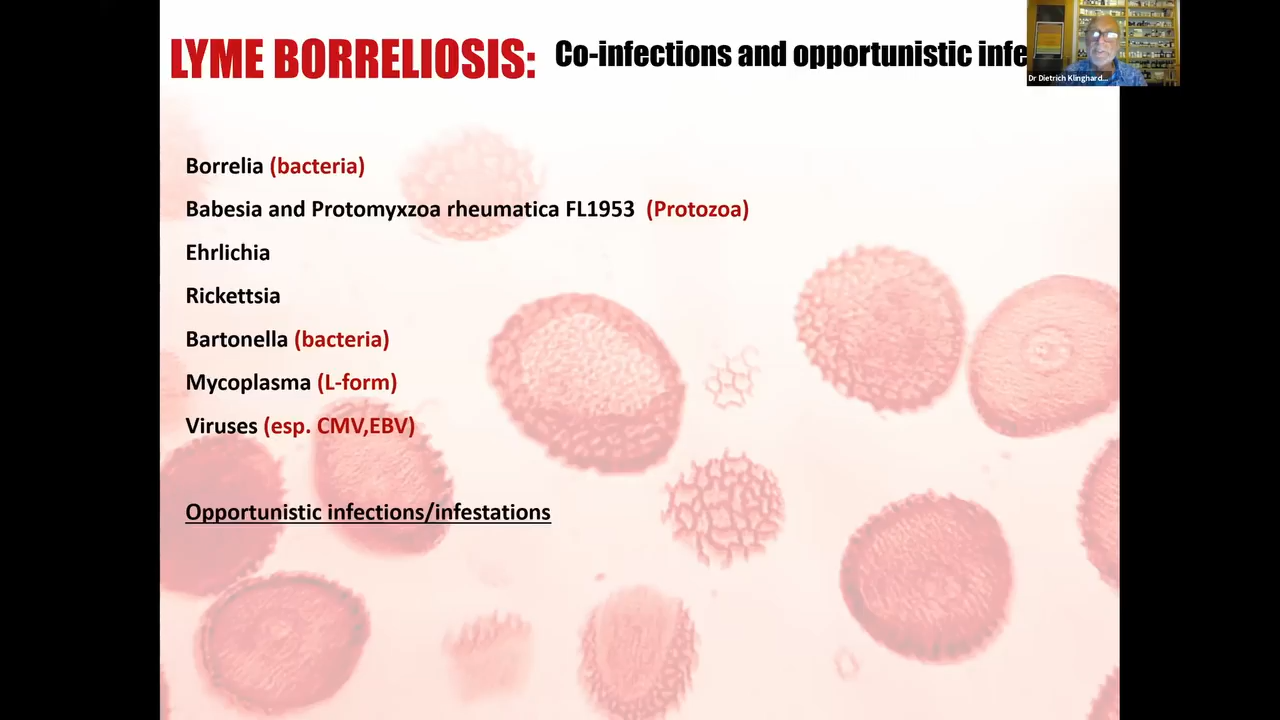 LYME BORRELIOSIS: Co-infections and opportunistic infe
Dr Dietrich Klinghard...
Borrelia (bacteria)
Babesia and Protomyxzoa rheumatica FL1953 (Protozoa)
Ehrlichia
Rickettsia
Bartonella (bacteria)
Mycoplasma (L-form)
Viruses (esp. CMV,EBV)
Opportunistic infections/infestations